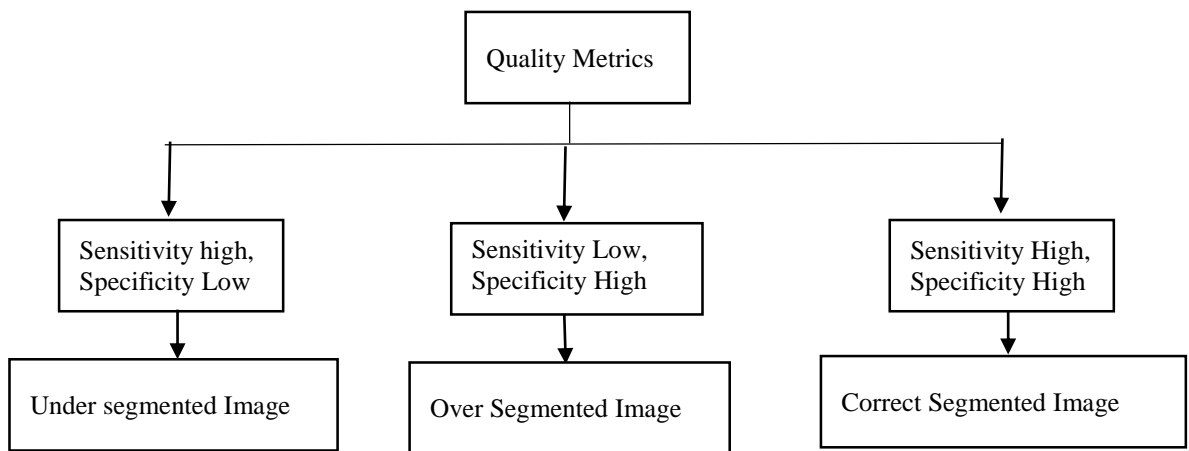 Quality Metrics
Sensitivity high,
Specificity Low
Sensitivity Low,
Specificity High
Sensitivity High,
Specificity High
Under segmented Image
Over Segmented Image
Correct Segmented Image